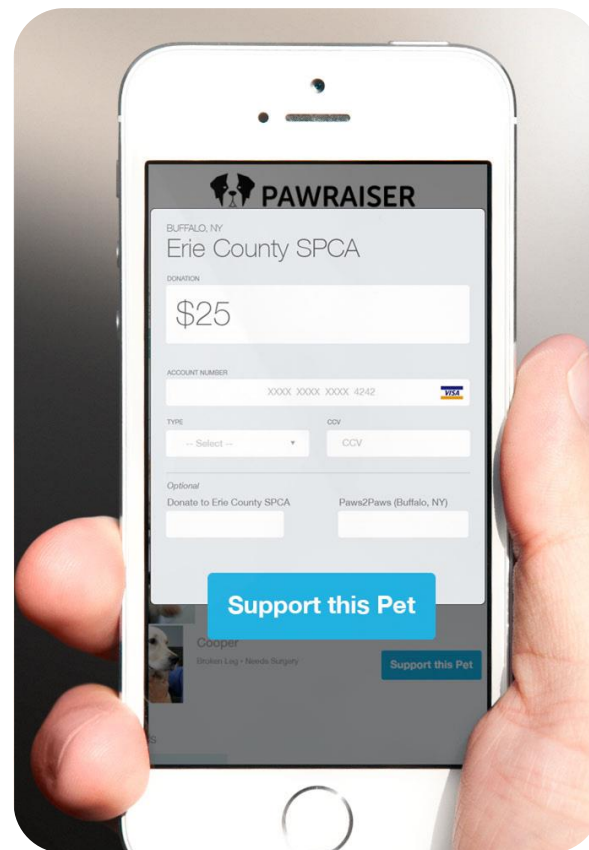 PAWRAISER
BUFFALO, NY
Erie County SPCA
DONATION
$25
ACCOUNT NUMBER
XXXX XXXX XXXX 4242 VISA
TYPE CCV
-- Select -- CCV
Optional
Donate to Erie County SPCA Paws2Paws (Buffalo, NY)
Support this Pet
Cooper
Broken Leg • Needs Surgery Support this Pet